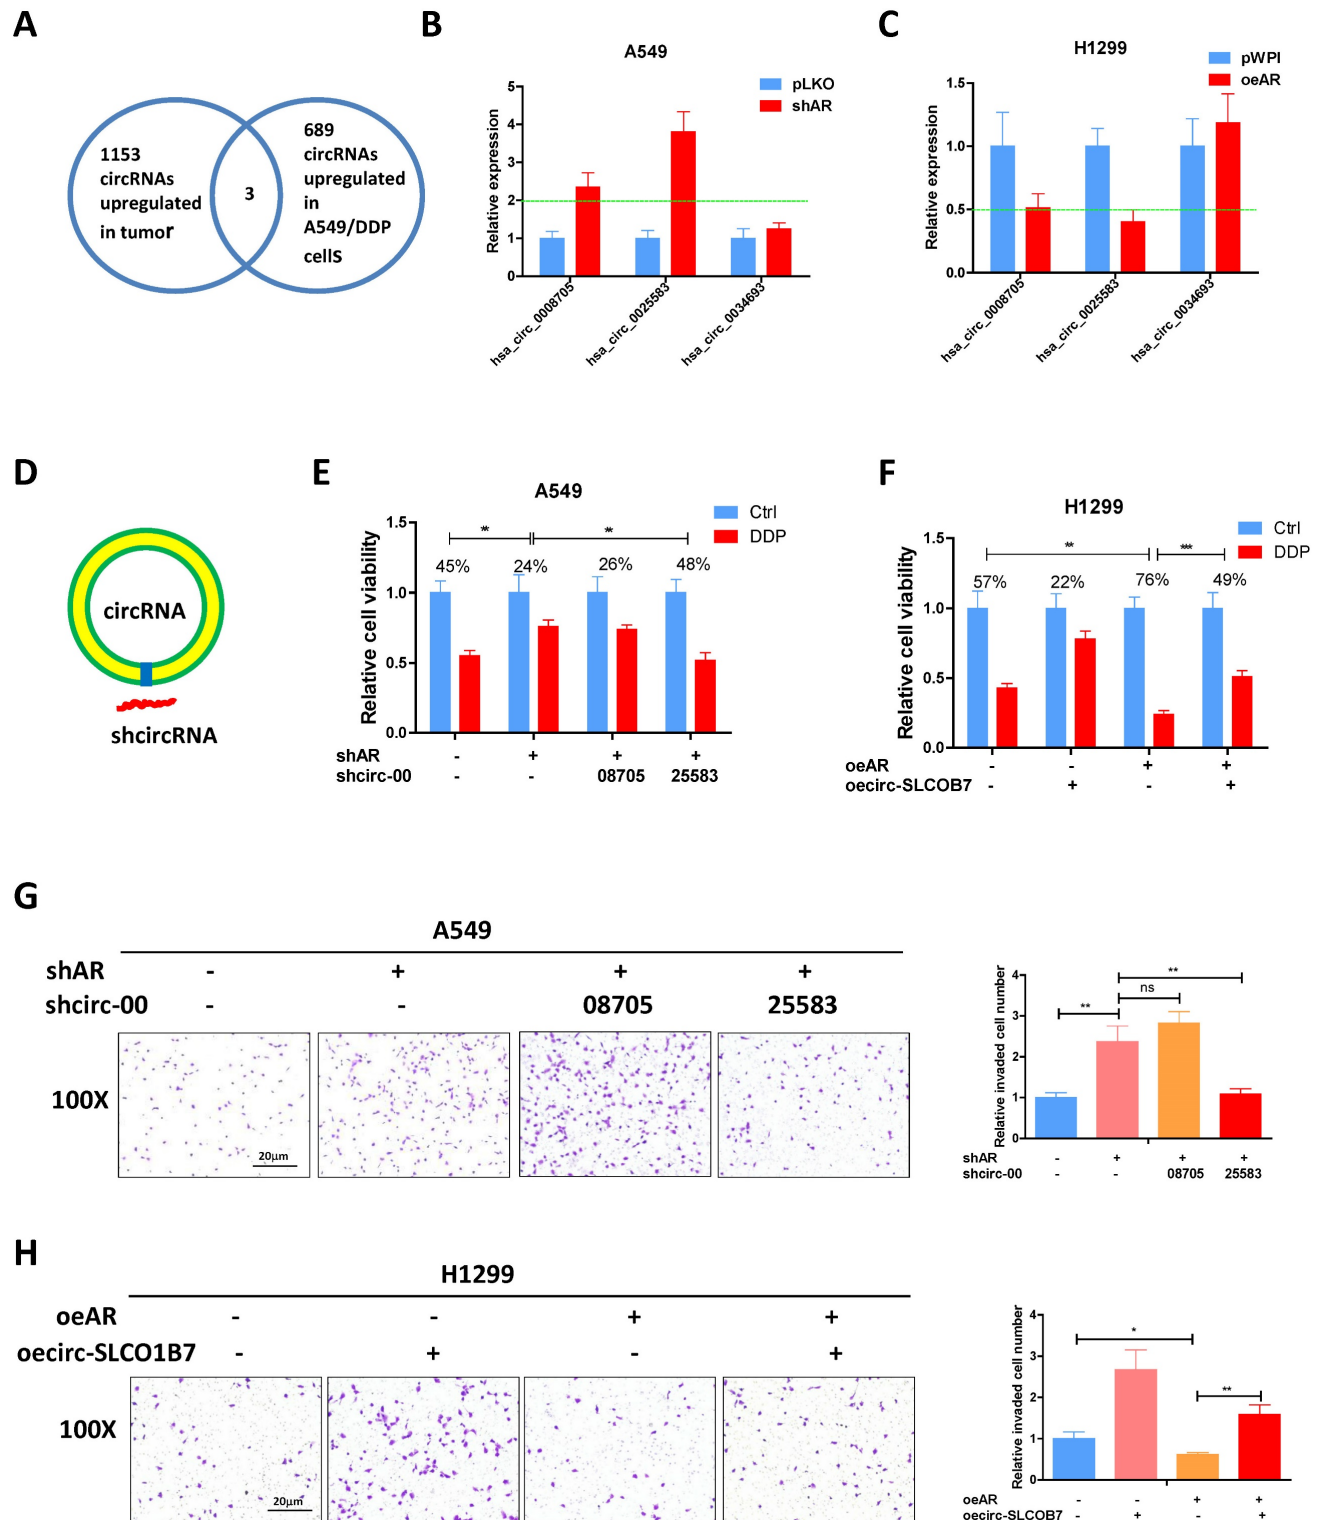 A
1153
circRNAs
upregulated
in tumor
3
689
circRNAs
upregulated
in
A549/DDP
cells
B
A549
pLKO
shAR
Relative expression
5
4
3
2
1
0
hsa_circ_0008705
hsa_circ_0025583
hsa_circ_0034693
C
H1299
pWPI
oeAR
Relative expression
1.5
1.0
0.5
0.0
hsa_circ_0008705
hsa_circ_0025583
hsa_circ_0034693
D
circRNA
shcircRNA
E
A549
Ctrl
DDP
Relative cell viability
1.5
1.0
0.5
0.0
** **
45% 24% 26% 48%
shAR - + + +
shcirc-00 - - 08705 25583
F
H1299
Ctrl
DDP
Relative cell viability
1.5
1.0
0.5
0.0
** ***
57% 22% 76% 49%
oeAR - - + +
oecirc-SLCOB7 - + - +
G
A549
shAR - + + +
shcirc-00 - - 08705 25583
100X
20μm
Relative invaded cell number
4
3
2
1
0
**
ns
**
shAR - + + +
shcirc-00 - - 08705 25583
H
H1299
oeAR - - + +
oecirc-SLCO1B7 - + - +
100X
20μm
Relative invaded cell number
4
3
2
1
0
*
**
oeAR - - + +
oecirc-SLCOB7 - + - +